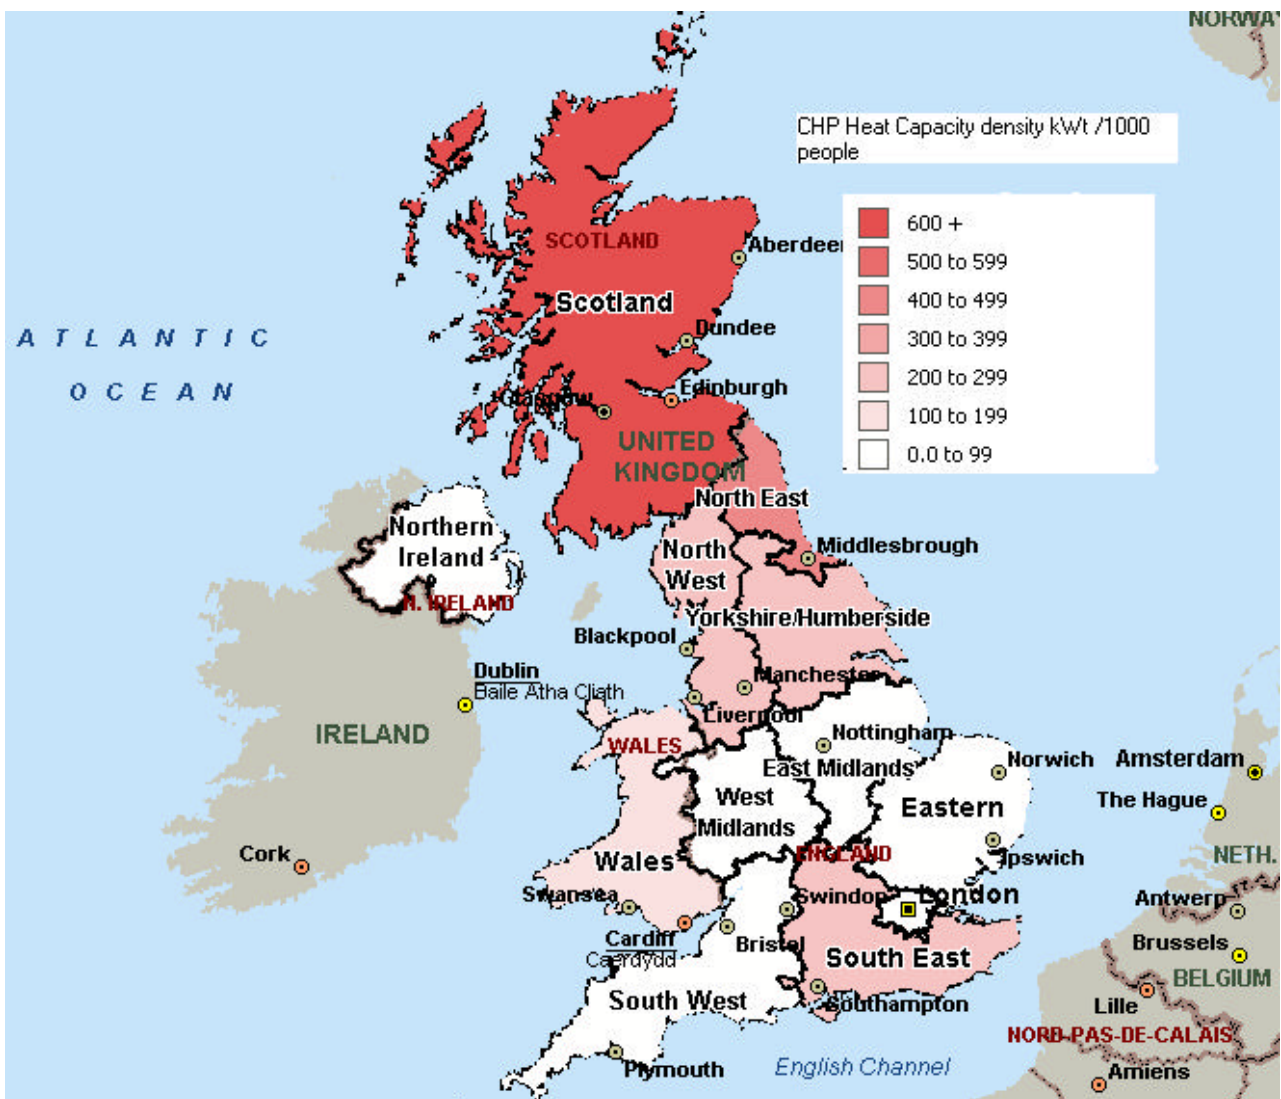 NORWAY
CHP Heat Capacity density kWt /1000
people
600 +
500 to 599
400 to 499
300 to 399
200 to 299
100 to 199
0.0 to 99
SCOTLAND
Aberdeen
Scotland
ATLANTIC
OCEAN
Dundee
Edinburgh
Glasgow
UNITED
KINGDOM
North East
Northern
Ireland
N. IRELAND
North
West
Middlesbrough
Yorkshire/Humberside
Blackpool
Dublin
Baile Atha Cliath
Manchester
Liverpool
IRELAND
WALES
Nottingham
East Midlands
Norwich
Amsterdam
West
Midlands
Eastern
The Hague
Cork
Wales
ENGLAND
Ipswich
NETH.
Swansea
Swindon
London
Antwerp
Cardiff
Caerdydd
Bristol
South East
Brussels
BELGIUM
South West
Southampton
Lille
NORD-PAS-DE-CALAIS
Plymouth
English Channel
Amiens